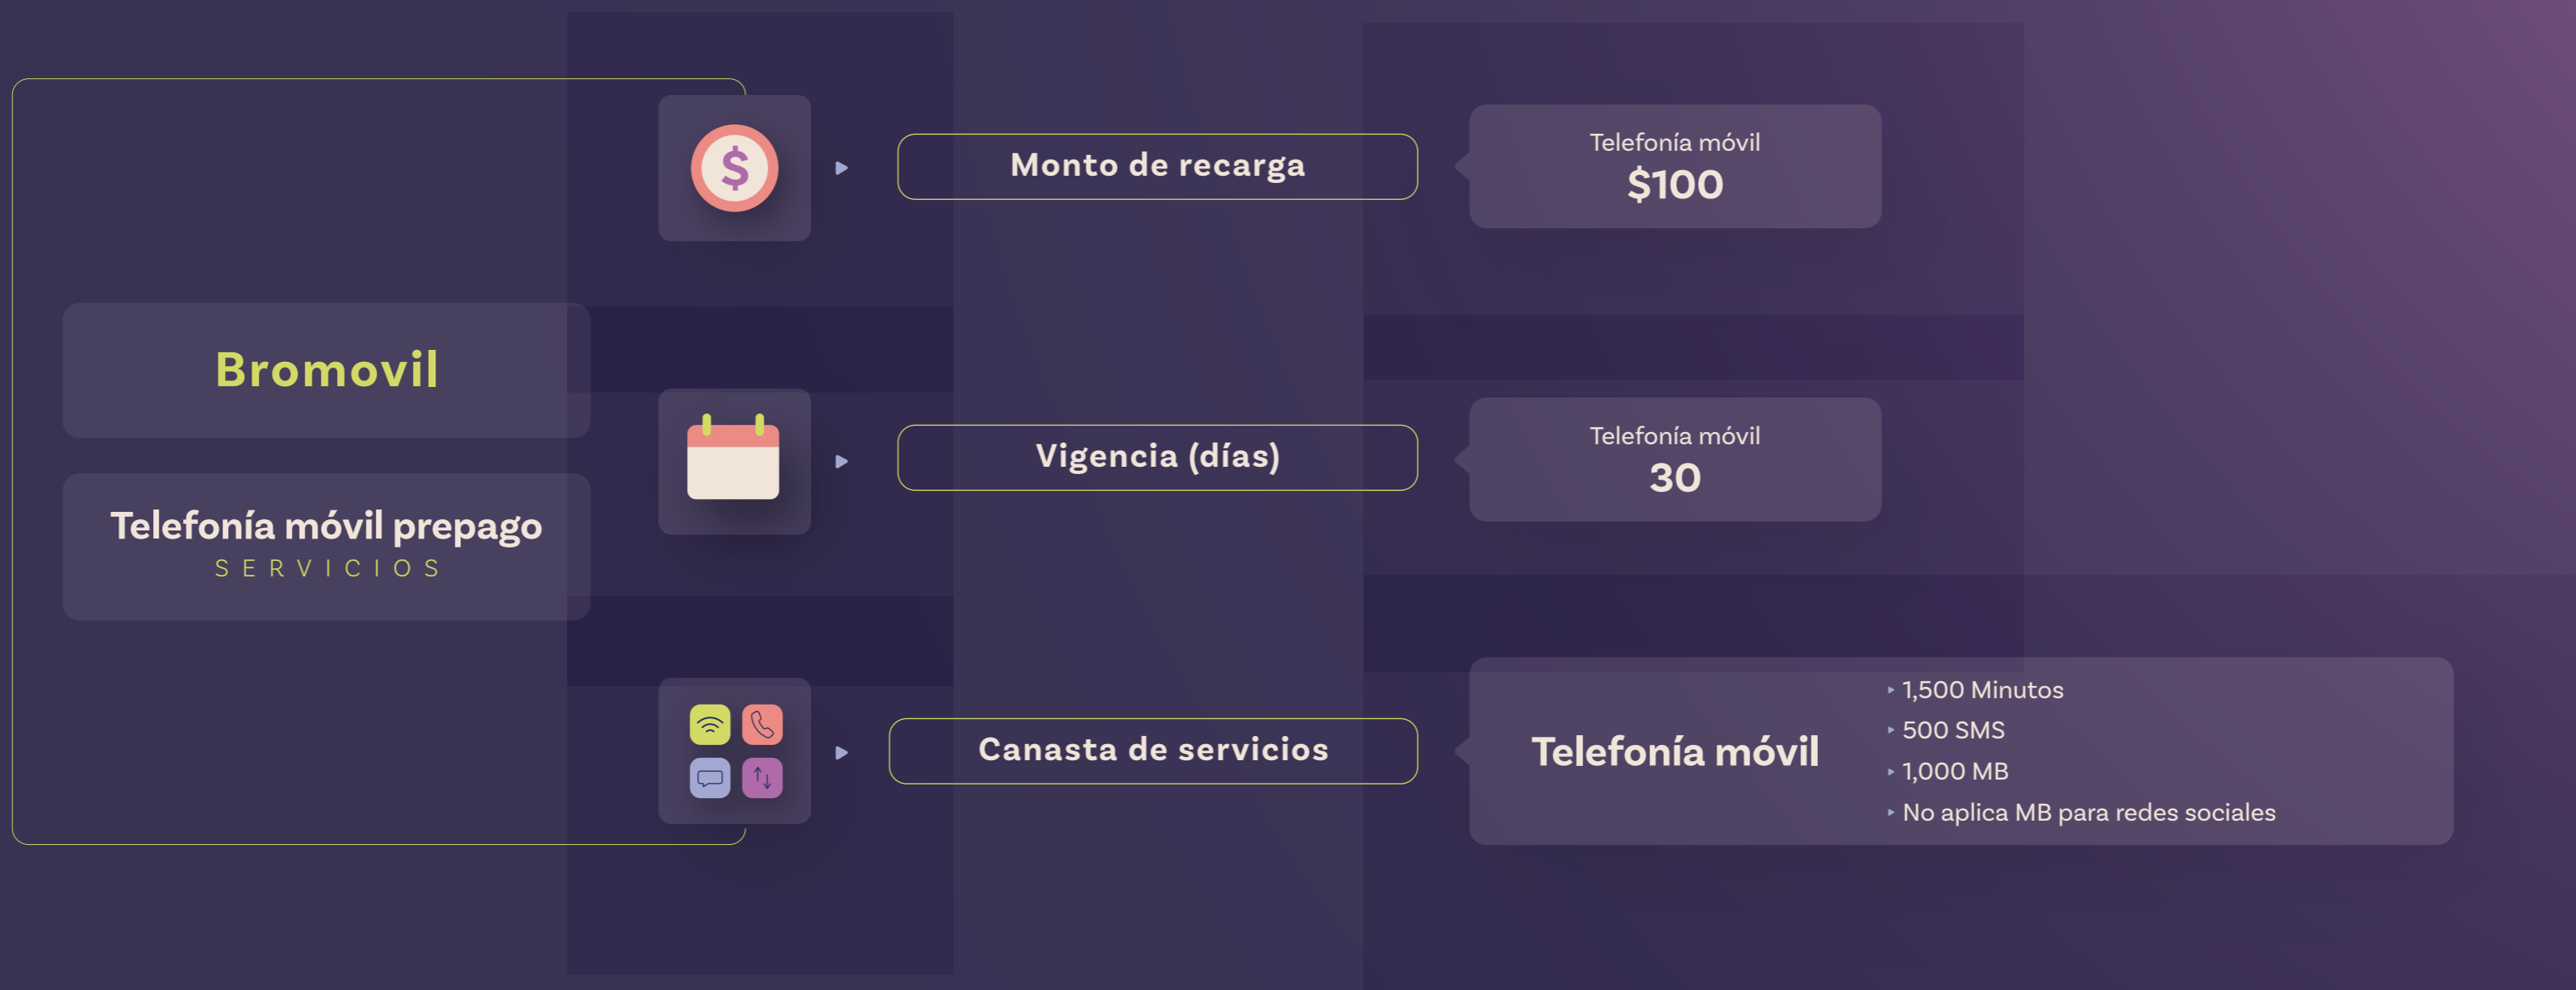 Bromovil
Telefonía móvil prepago
SERVICIOS
$
Monto de recarga
Telefonía móvil
$100
Vigencia (días)
Telefonía móvil
30
Canasta de servicios
Telefonía móvil
1,500 Minutos
500 SMS
1,000 MB
No aplica MB para redes sociales